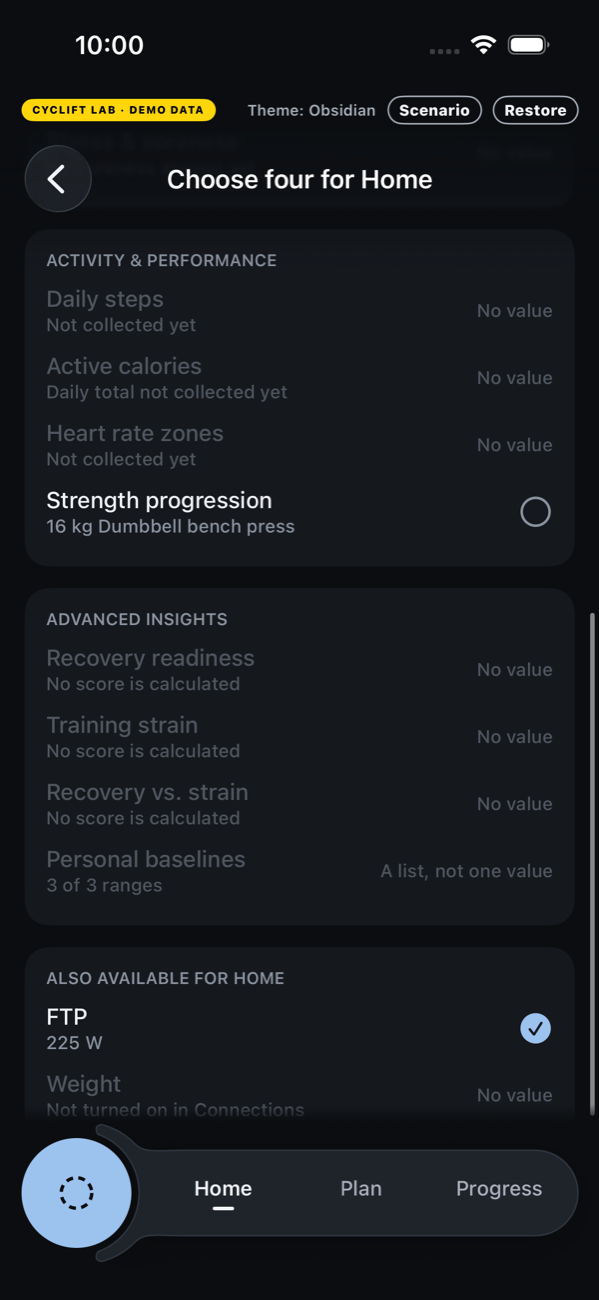 10:00
CYCLIFT LAB · DEMO DATA
Theme: Obsidian
Scenario
Restore
Choose four for Home
ACTIVITY & PERFORMANCE
Daily steps
Not collected yet
No value
Active calories
Daily total not collected yet
No value
Heart rate zones
Not collected yet
No value
Strength progression
16 kg Dumbbell bench press
ADVANCED INSIGHTS
Recovery readiness
No score is calculated
No value
Training strain
No score is calculated
No value
Recovery vs. strain
No score is calculated
No value
Personal baselines
3 of 3 ranges
A list, not one value
ALSO AVAILABLE FOR HOME
FTP
225 W
Weight
Not turned on in Connections
No value
Home
Plan
Progress